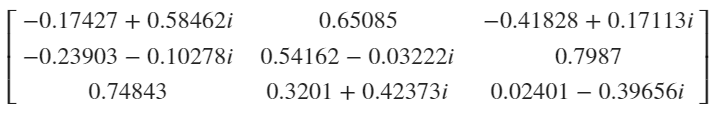 −0.17427 + 0.58462i 0.65085 −0.41828 + 0.17113i
−0.23903 − 0.10278i 0.54162 − 0.03222i 0.7987
0.74843 0.3201 + 0.42373i 0.02401 − 0.39656i